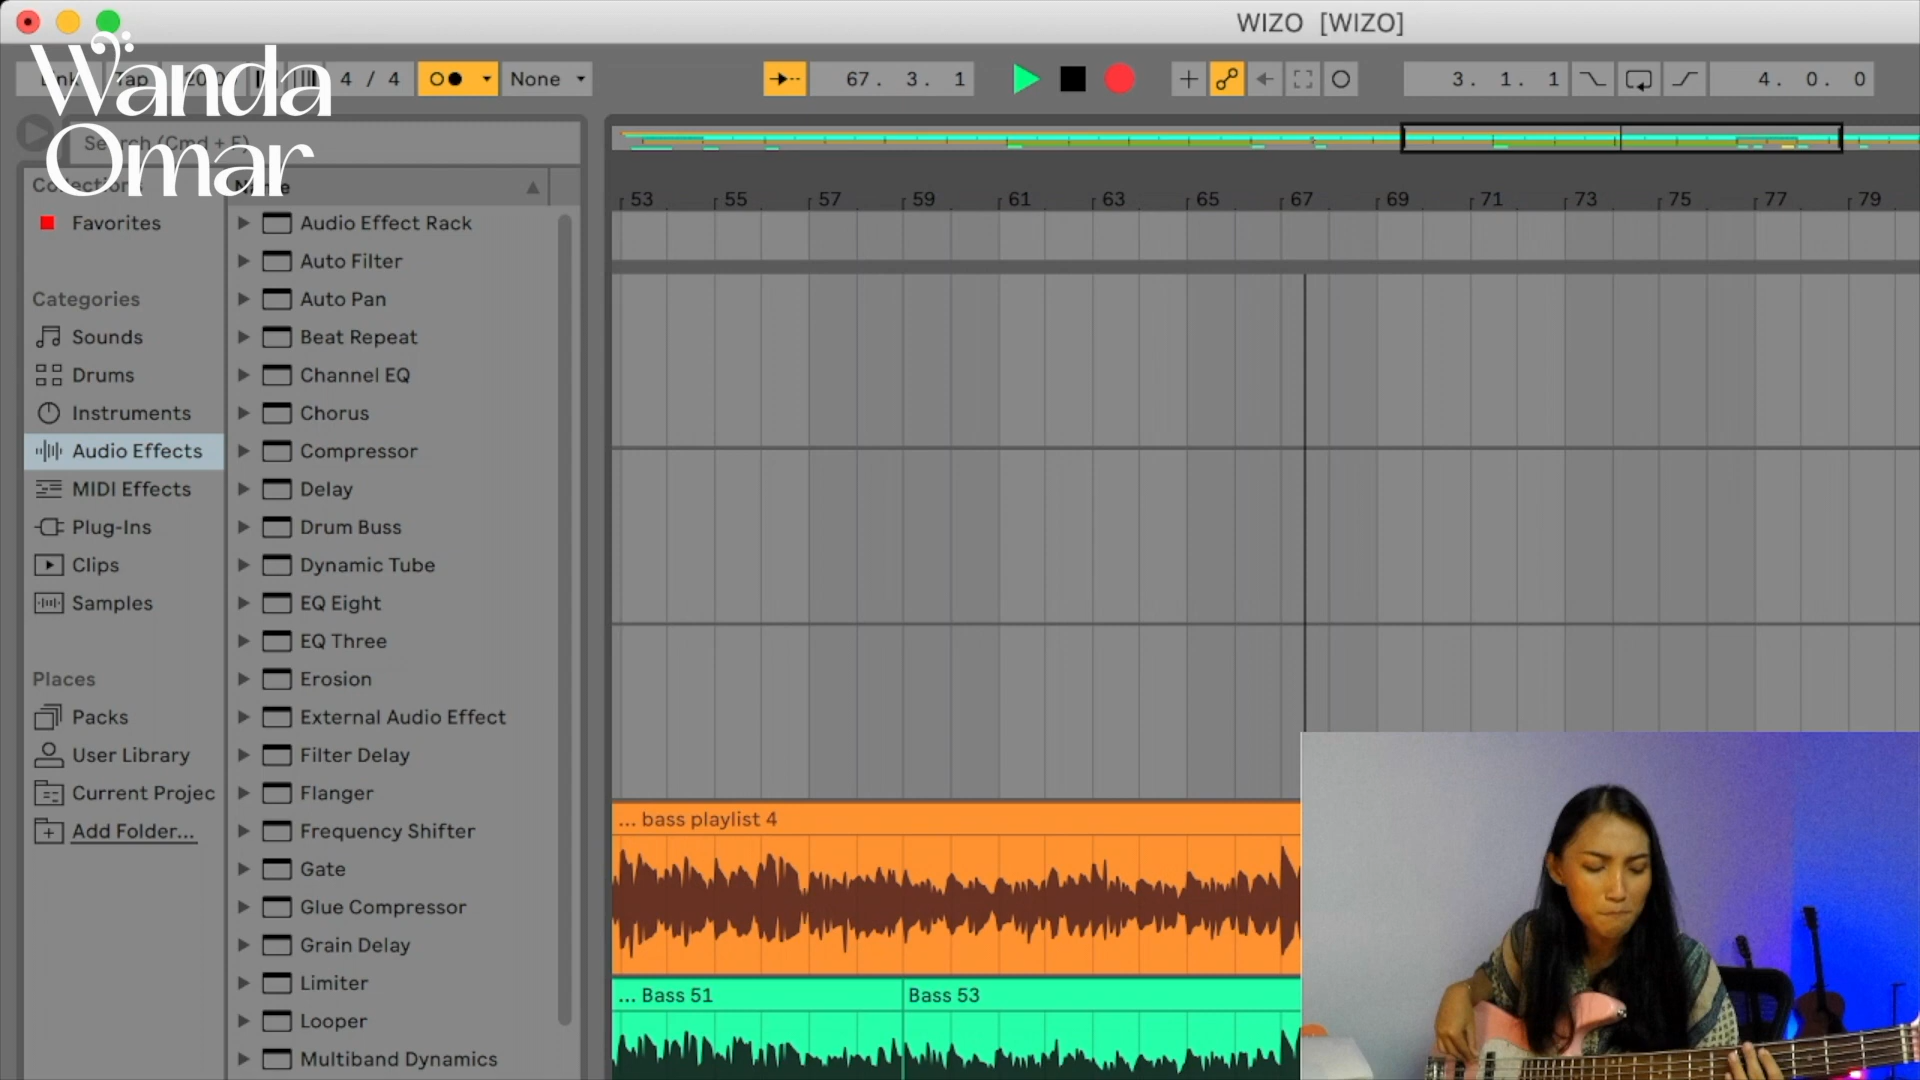 WIZO [WIZO]
Wanda
Omar
Tap
4 / 4
None
67. 3. 1
3. 1. 1
4. 0. 0
Search (Cmd + F)
Collections
Name
Favorites
Categories
Sounds
Drums
Instruments
Audio Effects
MIDI Effects
Plug-Ins
Clips
Samples
Places
Packs
User Library
Current Projec
Add Folder...
Audio Effect Rack
Auto Filter
Auto Pan
Beat Repeat
Channel EQ
Chorus
Compressor
Delay
Drum Buss
Dynamic Tube
EQ Eight
EQ Three
Erosion
External Audio Effect
Filter Delay
Flanger
Frequency Shifter
Gate
Glue Compressor
Grain Delay
Limiter
Looper
Multiband Dynamics
53 55 57 59 61 63 65 67 69 71 73 75 77 79
... bass playlist 4
... Bass 51
Bass 53